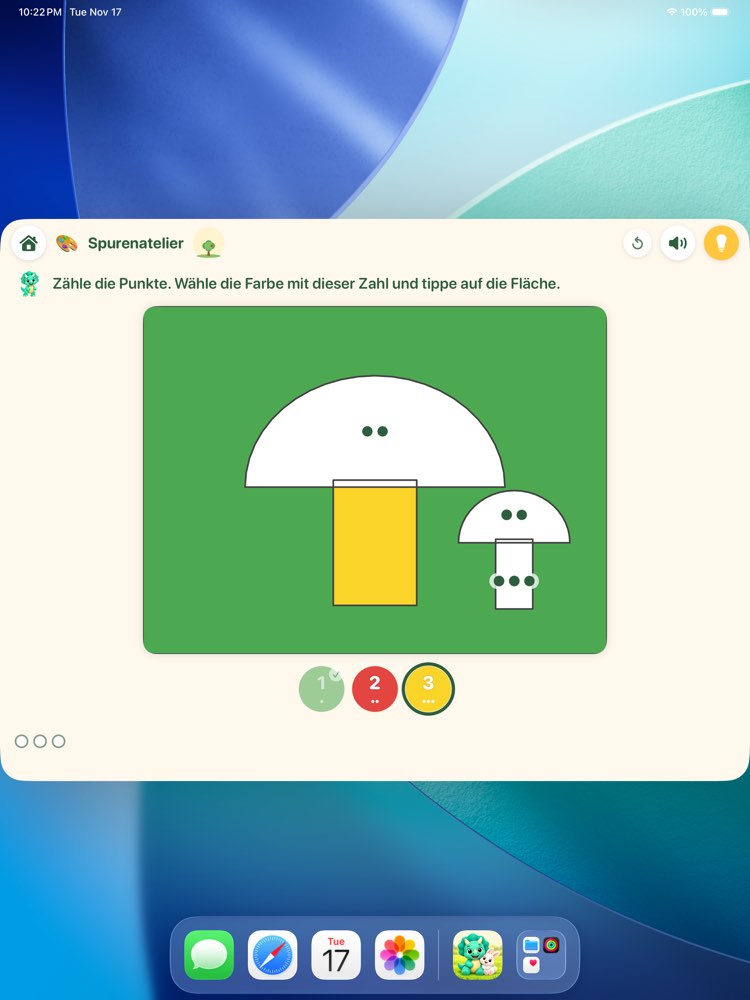 10:22 PM Tue Nov 17
100%
Spurenatelier
Zähle die Punkte. Wähle die Farbe mit dieser Zahl und tippe auf die Fläche.
1
2
3
Tue
17